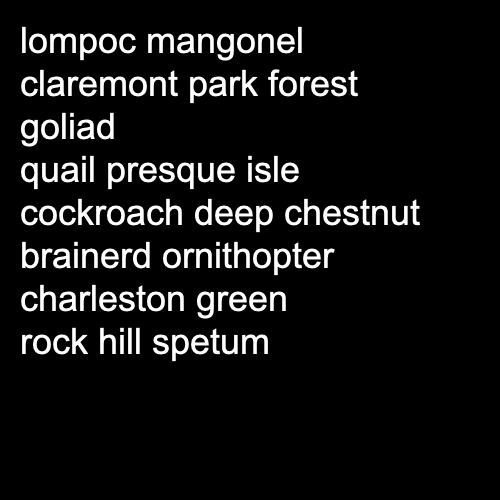 lompoc mangonel
claremont park forest
goliad
quail presque isle
cockroach deep chestnut
brainerd ornithopter
charleston green
rock hill spetum